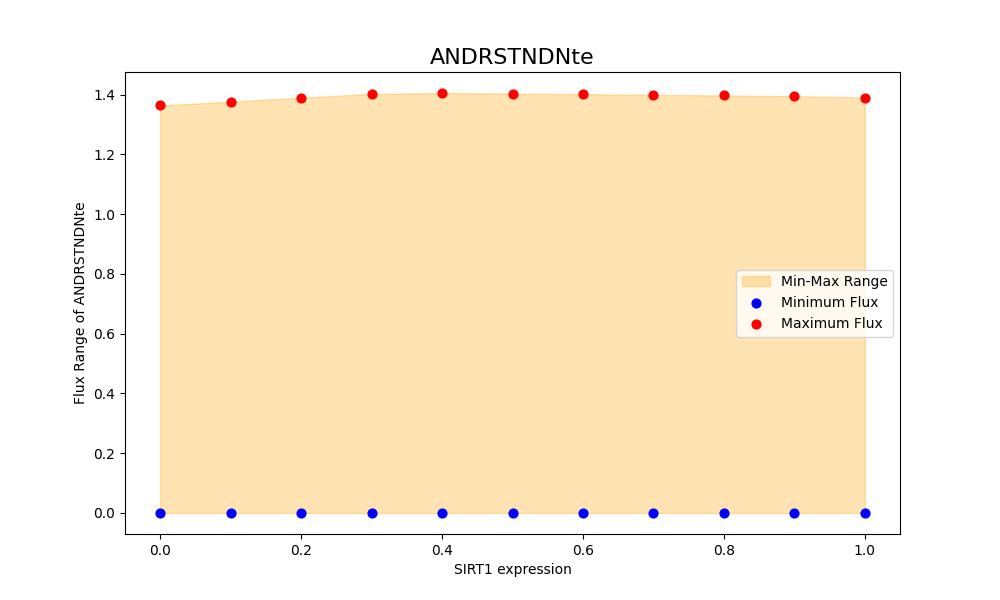 ANDRSTNDNte
Flux Range of ANDRSTNDNte
1.4
1.2
1.0
0.8
0.6
0.4
0.2
0.0
Min-Max Range
Minimum Flux
Maximum Flux
0.0 0.2 0.4 0.6 0.8 1.0
SIRT1 expression